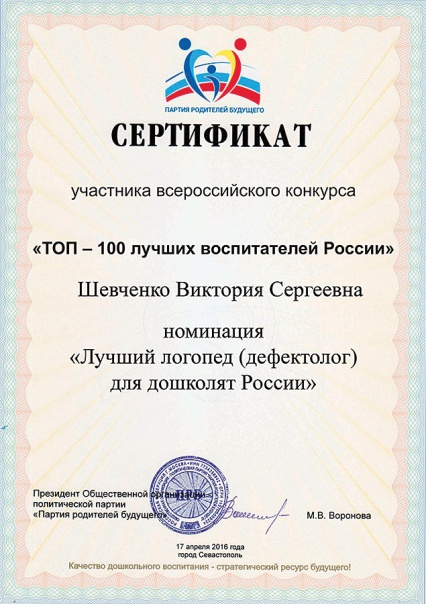 ПАРТИЯ РОДИТЕЛЕЙ БУДУЩЕГО
СЕРТИФИКАТ
участника всероссийского конкурса
«ТОП – 100 лучших воспитателей России»
Шевченко Виктория Сергеевна
номинация
«Лучший логопед (дефектолог)
для дошколят России»
Президент Общественной организации -
политической партии
«Партия родителей будущего»
М.В. Воронова
17 апреля 2016 года
город Севастополь
Качество дошкольного воспитания - стратегический ресурс будущего!